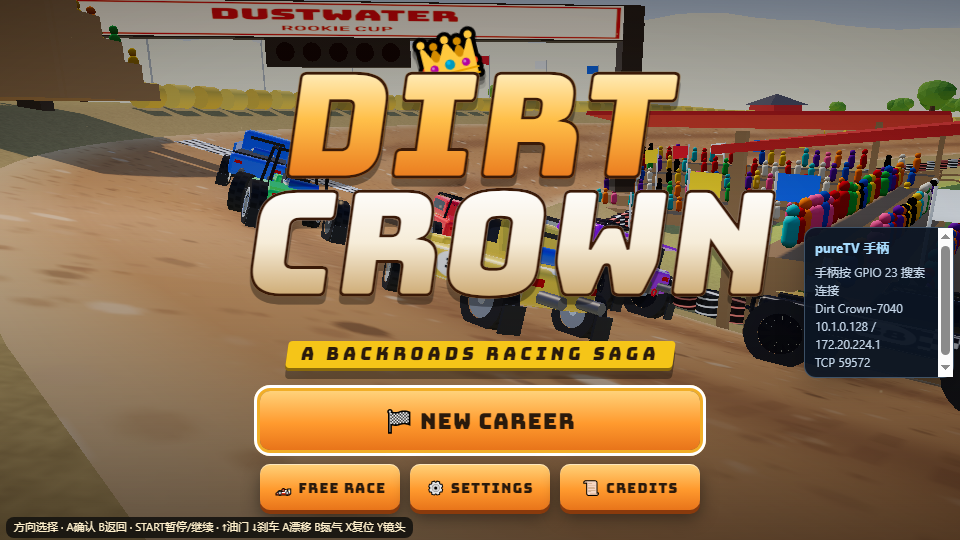 DUSTWATER
ROOKIE CUP
DIRT
CROWN
A BACKROADS RACING SAGA
NEW CAREER
FREE RACE
SETTINGS
CREDITS
pureTV 手柄
手柄按 GPIO 23 搜索
连接
Dirt Crown-7040
10.1.0.128 /
172.20.224.1
TCP 59572
方向选择 · A确认 B返回 · START暂停/继续 · ↑油门 ↓刹车 A漂移 B氮气 X复位 Y镜头